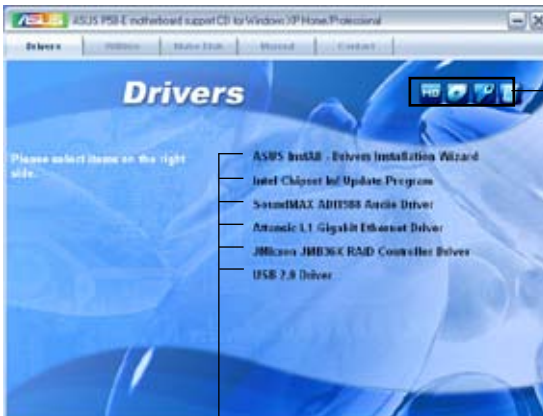 ASUS P5B-E motherboard support CD for Windows XP Home/Professional
Drivers Utilities Make Disk Manual Contact
Drivers
Please select items on the right side.
ASUS InstAll - Drivers Installation Wizard
Intel Chipset Inf Update Program
SoundMAX ADI1988 Audio Driver
Attansic L1 Gigabit Ethernet Driver
JMicron JMB36X RAID Controller Driver
USB 2.0 Driver